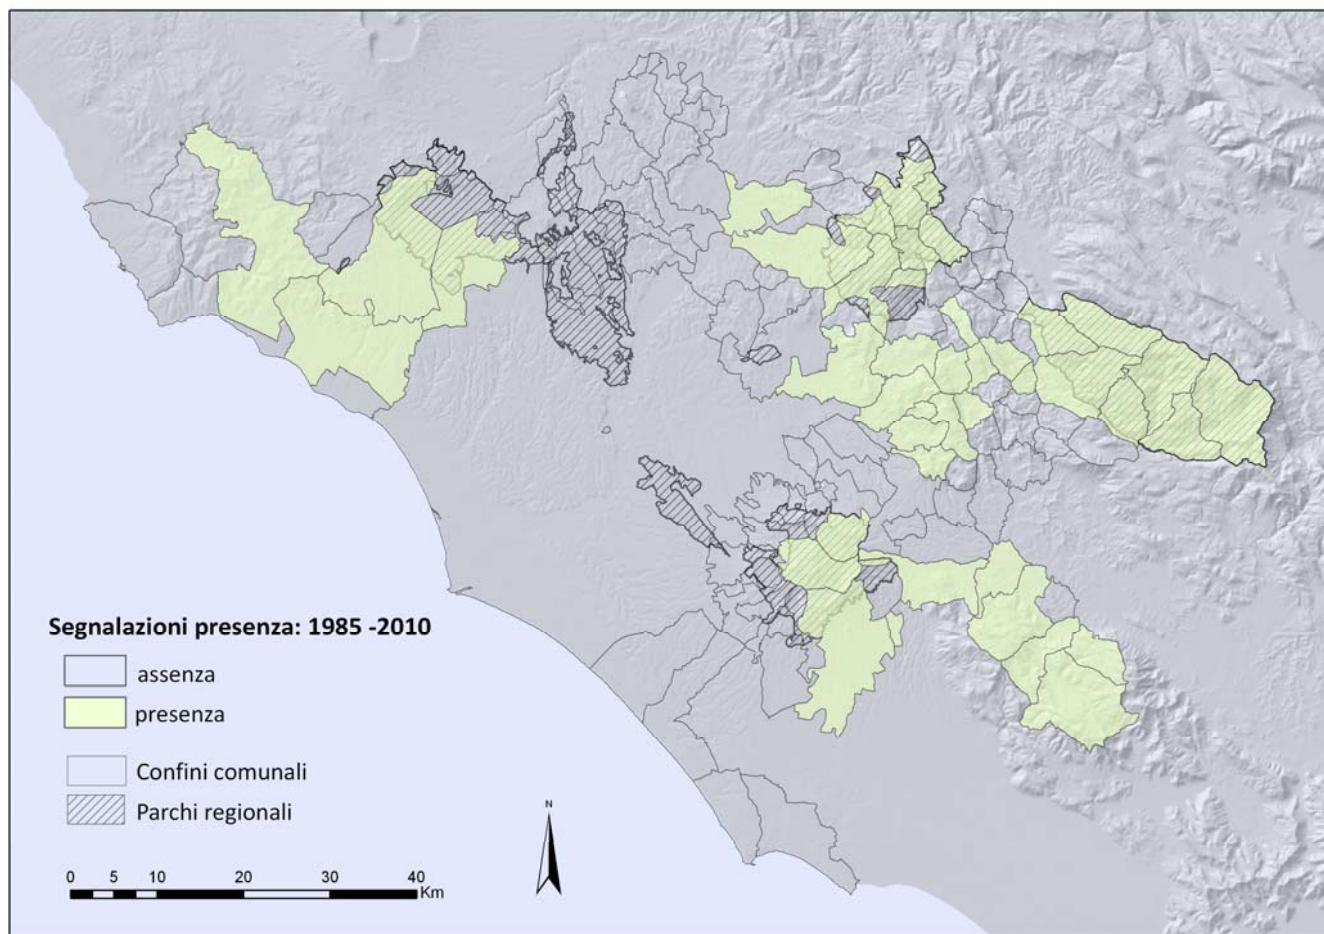 Segnalazioni presenza: 1985 -2010
assenza
presenza
Confini comunali
Parchi regionali
N
0 5 10 20 30 40
Km